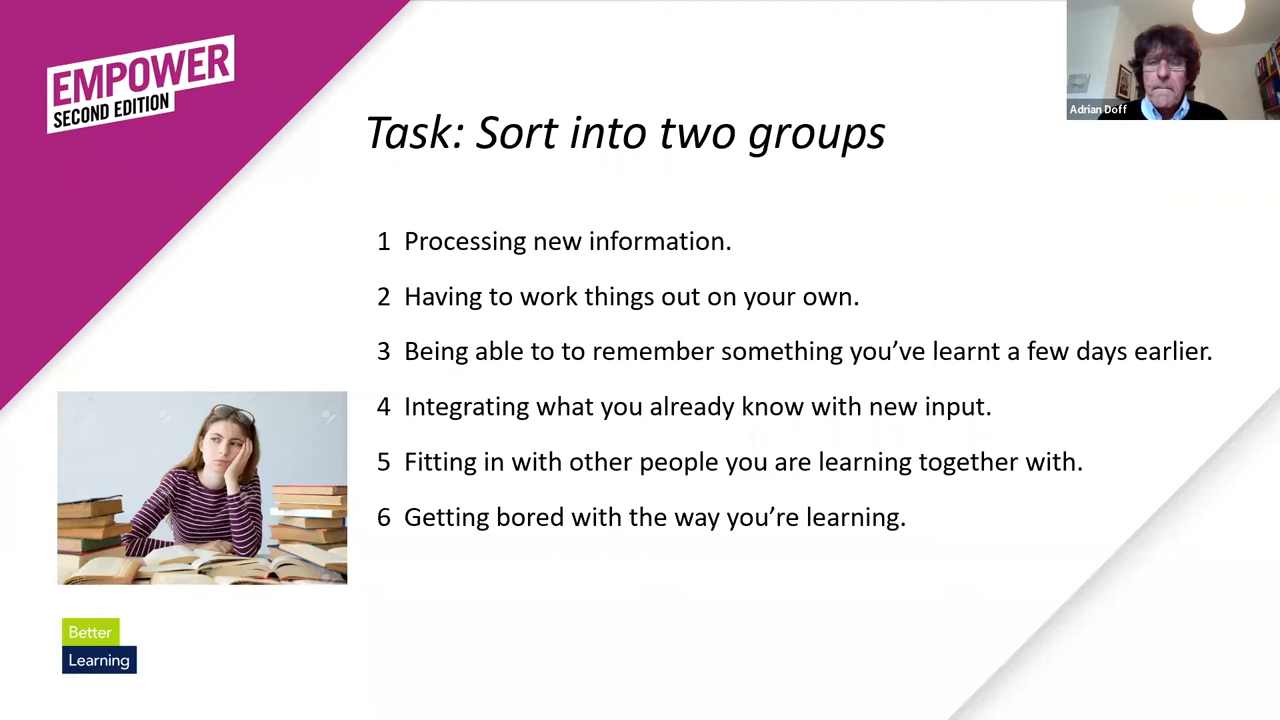 EMPOWER
SECOND EDITION
Adrian Doff
Task: Sort into two groups
1 Processing new information.
2 Having to work things out on your own.
3 Being able to to remember something you’ve learnt a few days earlier.
4 Integrating what you already know with new input.
5 Fitting in with other people you are learning together with.
6 Getting bored with the way you’re learning.
Better
Learning